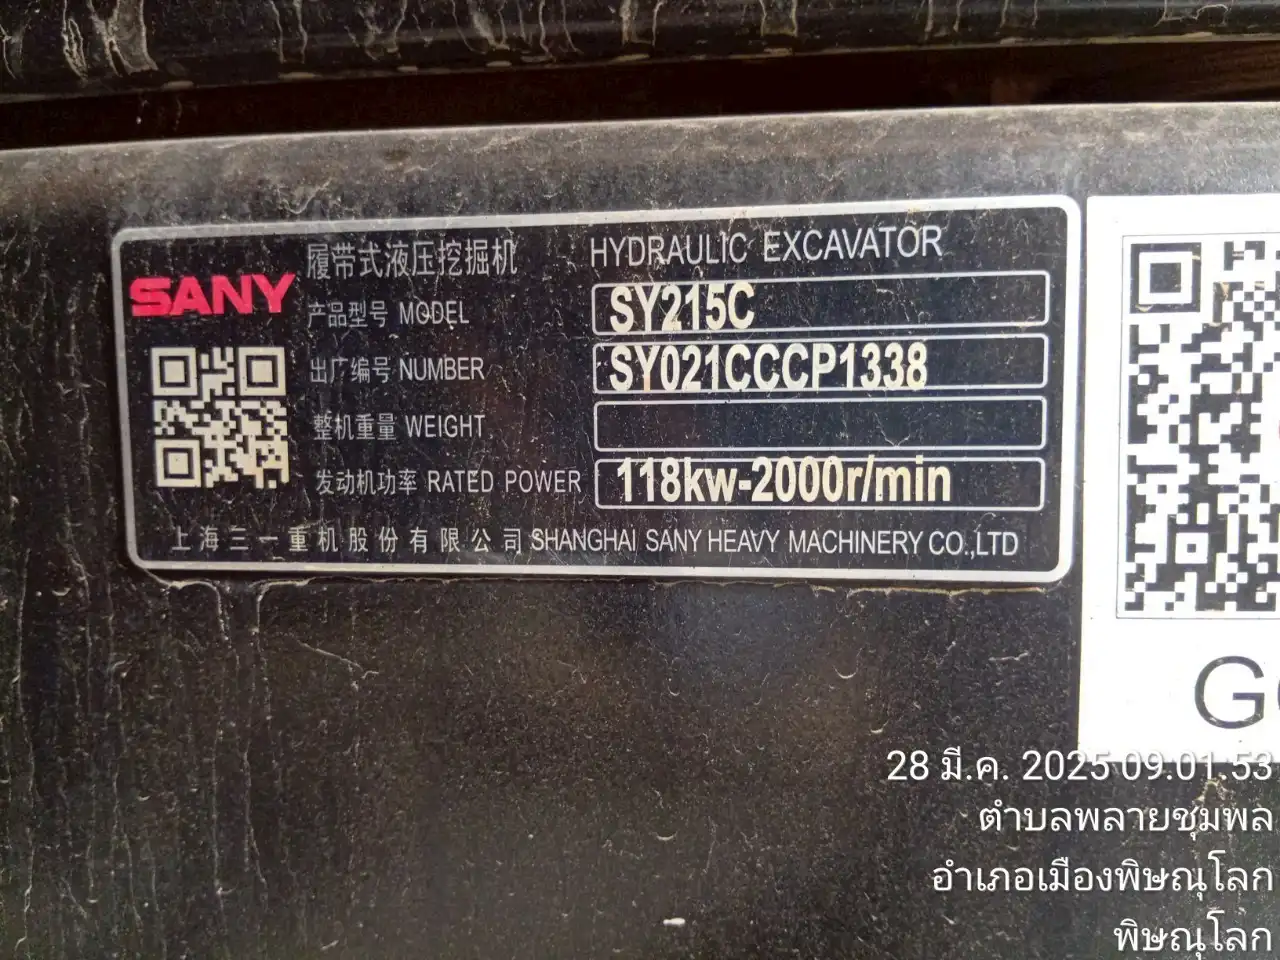 SANY
履带式液压挖掘机 HYDRAULIC EXCAVATOR
产品型号 MODEL SY215C
出厂编号 NUMBER SY021CCCP1338
整机重量 WEIGHT
发动机功率 RATED POWER 118kw-2000r/min
上海三一重机股份有限公司 SHANGHAI SANY HEAVY MACHINERY CO.,LTD
28 มี.ค. 2025 09.01.53
ตำบลพลายชุมพล
อำเภอเมืองพิษณุโลก
พิษณุโลก